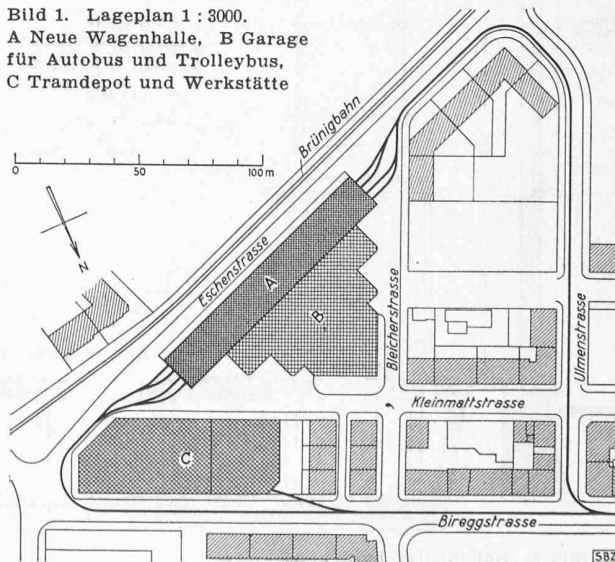 Bild 1. Lageplan 1 : 3000.
A Neue Wagenhalle, B Garage
für Autobus und Trolleybus,
C Tramdepot und Werkstätte
Brünigbahn
0 50 100 m
N
Eschenstrasse
A
B
Bleicherstrasse
Ulmenstrasse
Kleinmattstrasse
C
Bireggstrasse
SBZ